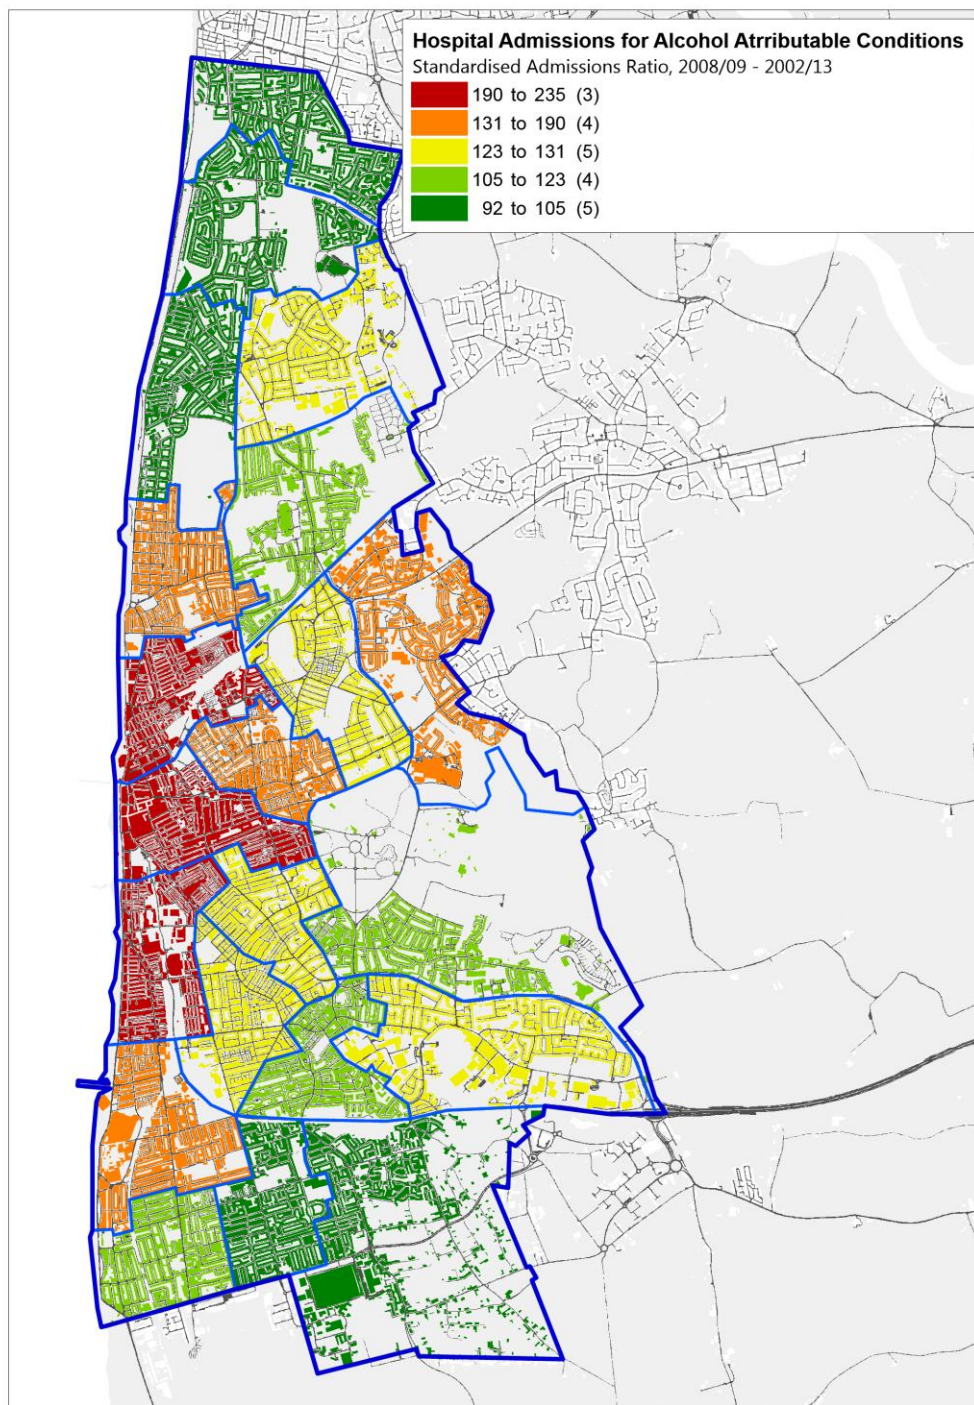 Hospital Admissions for Alcohol Atrributable Conditions
Standardised Admissions Ratio, 2008/09 - 2002/13
190 to 235 (3)
131 to 190 (4)
123 to 131 (5)
105 to 123 (4)
92 to 105 (5)